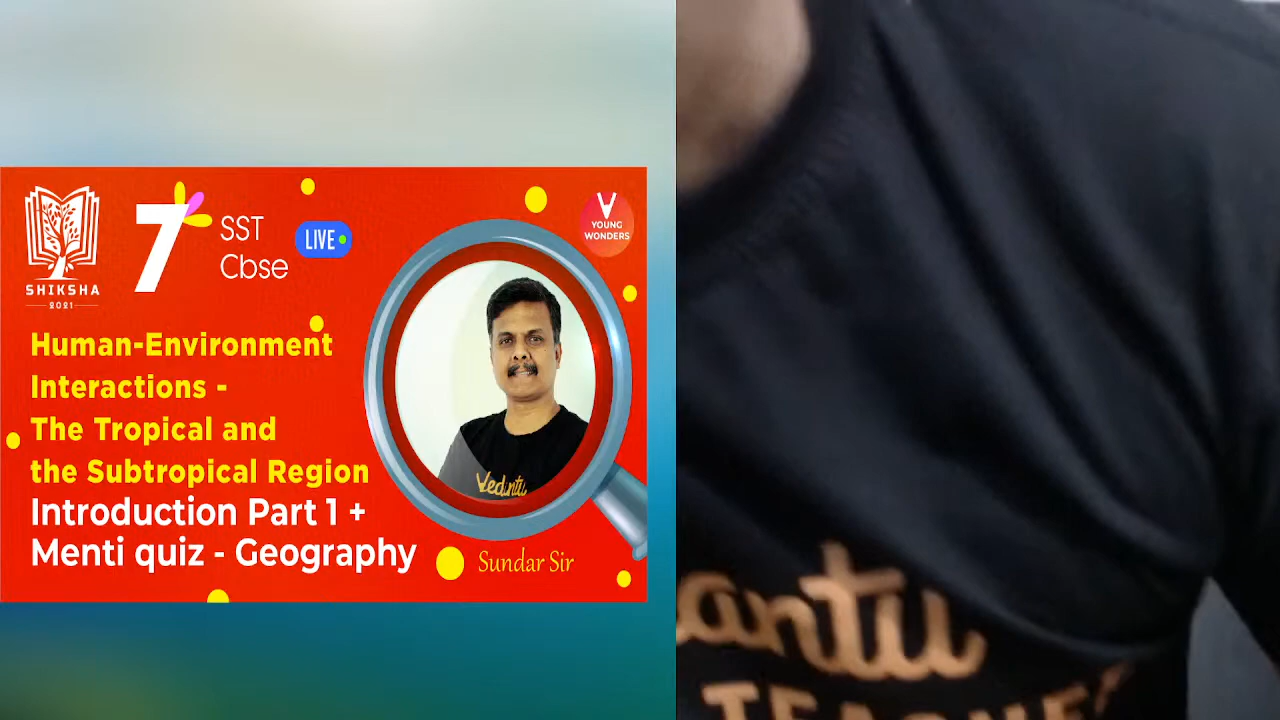 SHIKSHA
2021
7
SST
Cbse
LIVE
V
YOUNG
WONDERS
Human-Environment
Interactions -
The Tropical and
the Subtropical Region
Introduction Part 1 +
Menti quiz - Geography
Vedantu
Sundar Sir
antu